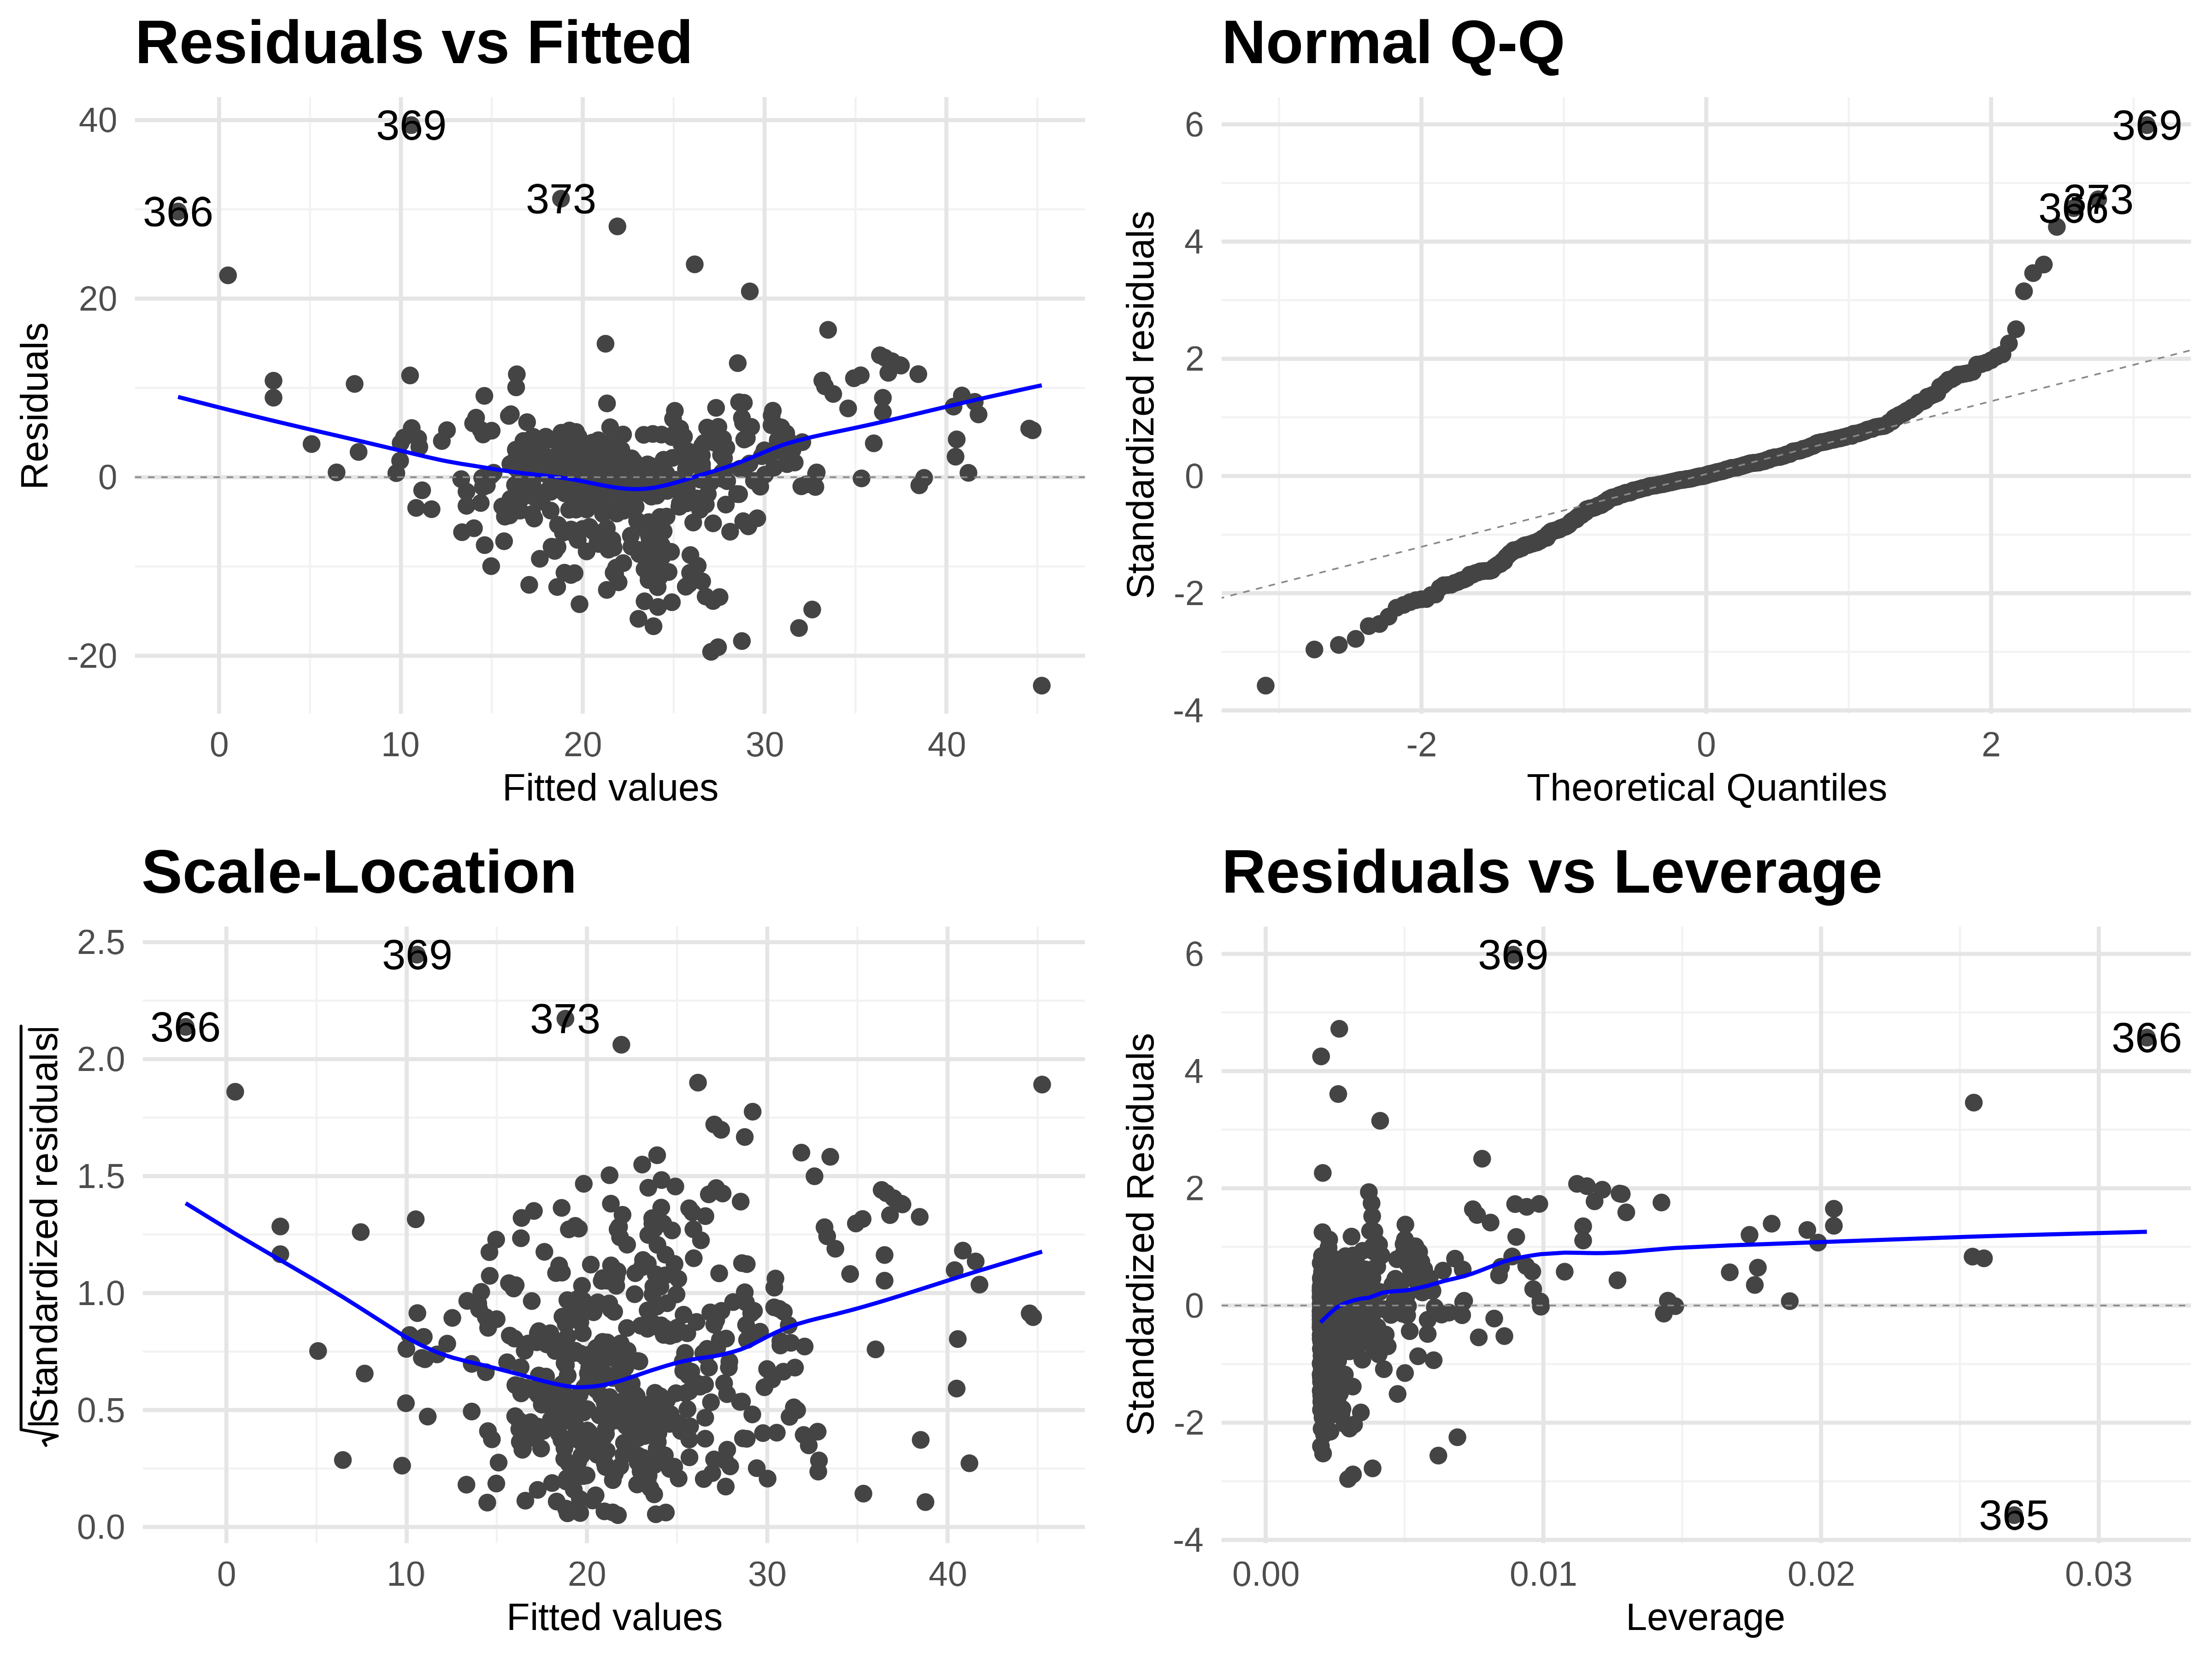 Residuals vs Fitted
40
20
0
-20
Residuals
369
366
373
0 10 20 30 40
Fitted values
Normal Q-Q
6
4
2
0
-2
-4
Standardized residuals
369
373
366
-2 0 2
Theoretical Quantiles
Scale-Location
2.5
2.0
1.5
1.0
0.5
0.0
√|Standardized residuals|
369
366
373
0 10 20 30 40
Fitted values
Residuals vs Leverage
6
4
2
0
-2
-4
Standardized Residuals
369
366
365
0.00 0.01 0.02 0.03
Leverage